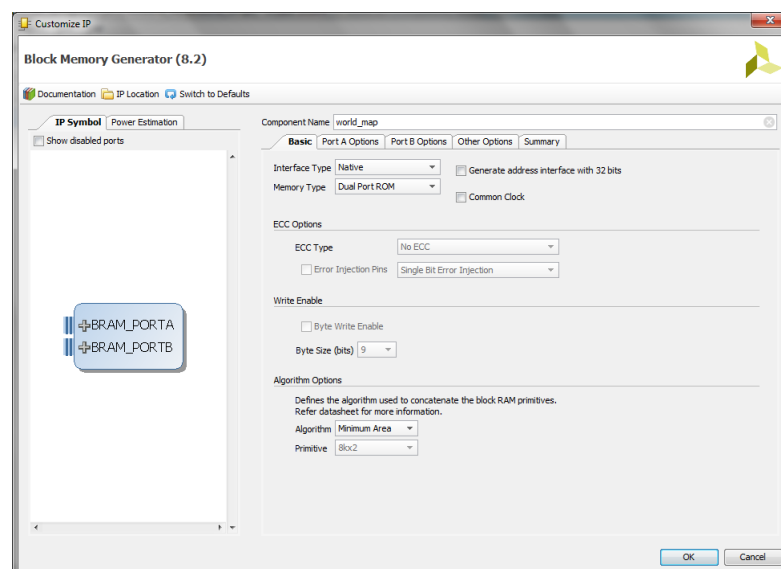 Customize IP
Block Memory Generator (8.2)
Documentation IP Location Switch to Defaults
IP Symbol Power Estimation
Show disabled ports
BRAM_PORTA
BRAM_PORTB
Component Name world_map
Basic Port A Options Port B Options Other Options Summary
Interface Type Native Generate address interface with 32 bits
Memory Type Dual Port ROM
Common Clock
ECC Options
ECC Type No ECC
Error Injection Pins Single Bit Error Injection
Write Enable
Byte Write Enable
Byte Size (bits) 9
Algorithm Options
Defines the algorithm used to concatenate the block RAM primitives.
Refer datasheet for more information.
Algorithm Minimum Area
Primitive 8kx2
OK Cancel